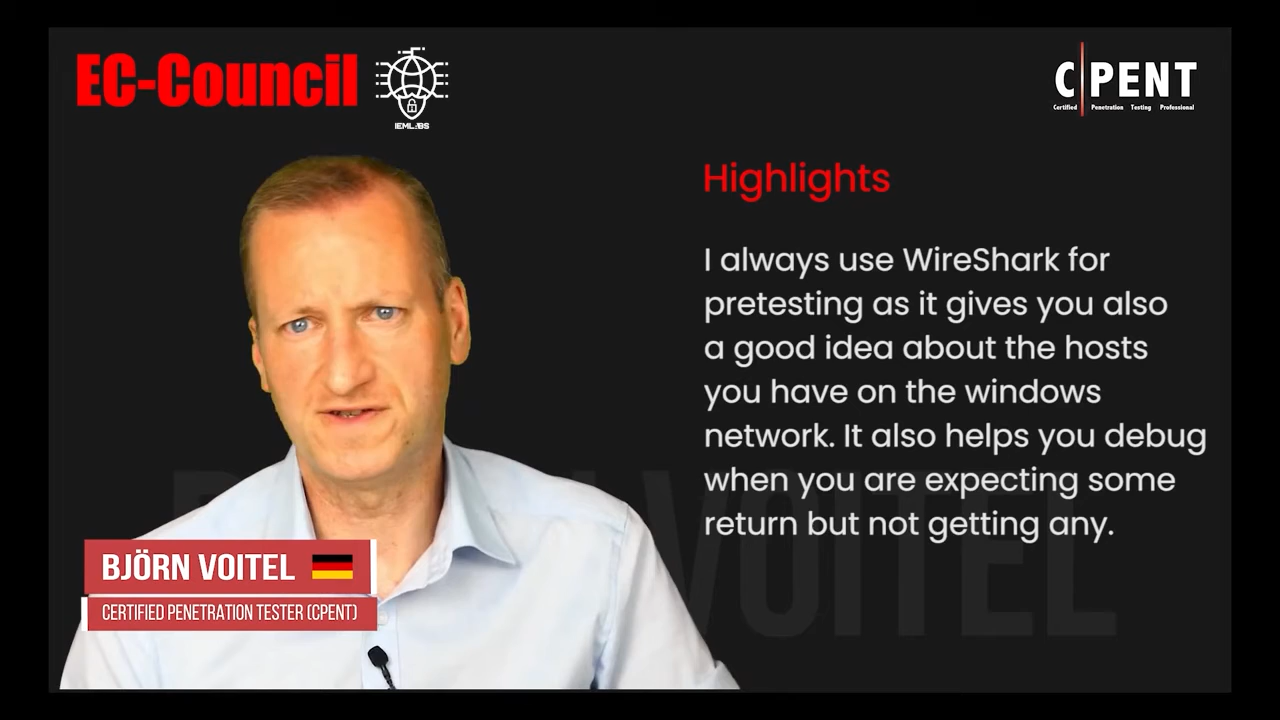 EC-Council
IEMLABS
C|PENT
Certified Penetration Testing Professional
Highlights
I always use WireShark for
pretesting as it gives you also
a good idea about the hosts
you have on the windows
network. It also helps you debug
when you are expecting some
return but not getting any.
VOITEL
BJÖRN VOITEL
CERTIFIED PENETRATION TESTER (CPENT)